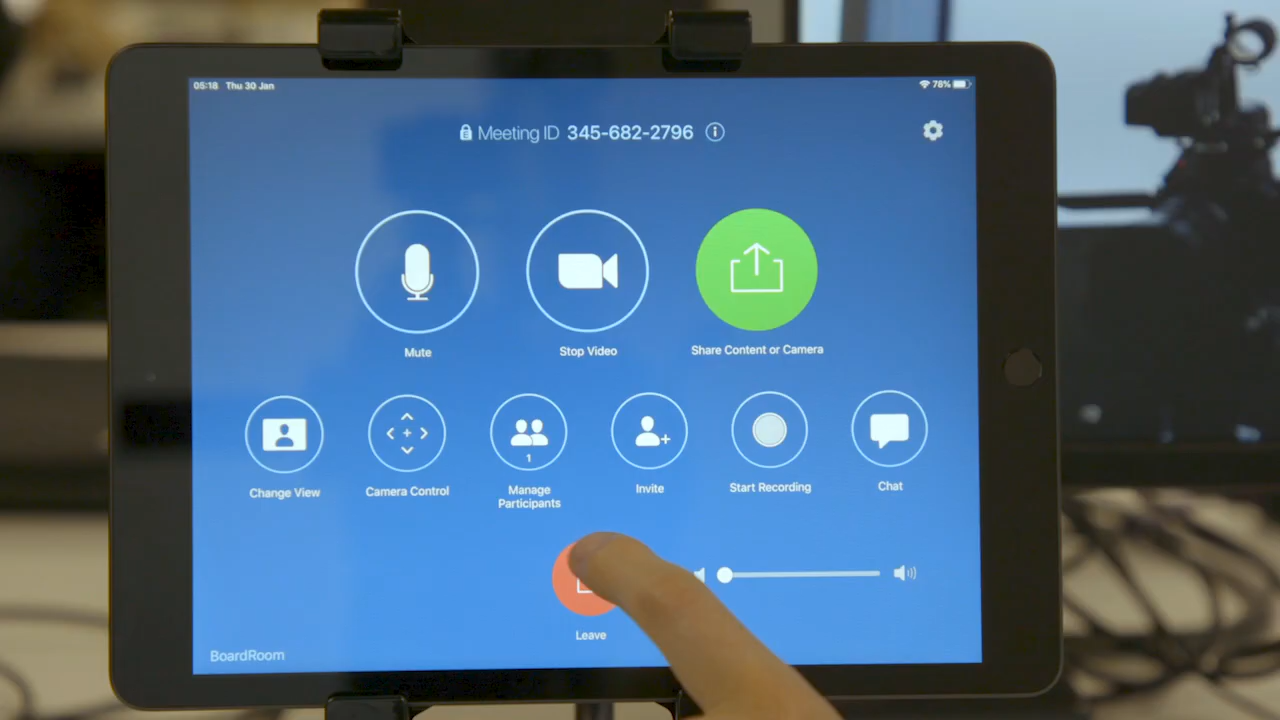 05:18 Thu 30 Jan
78%
Meeting ID 345-682-2796
Mute
Stop Video
Share Content or Camera
1
Change View
Camera Control
Manage
Participants
Invite
Start Recording
Chat
Leave
BoardRoom